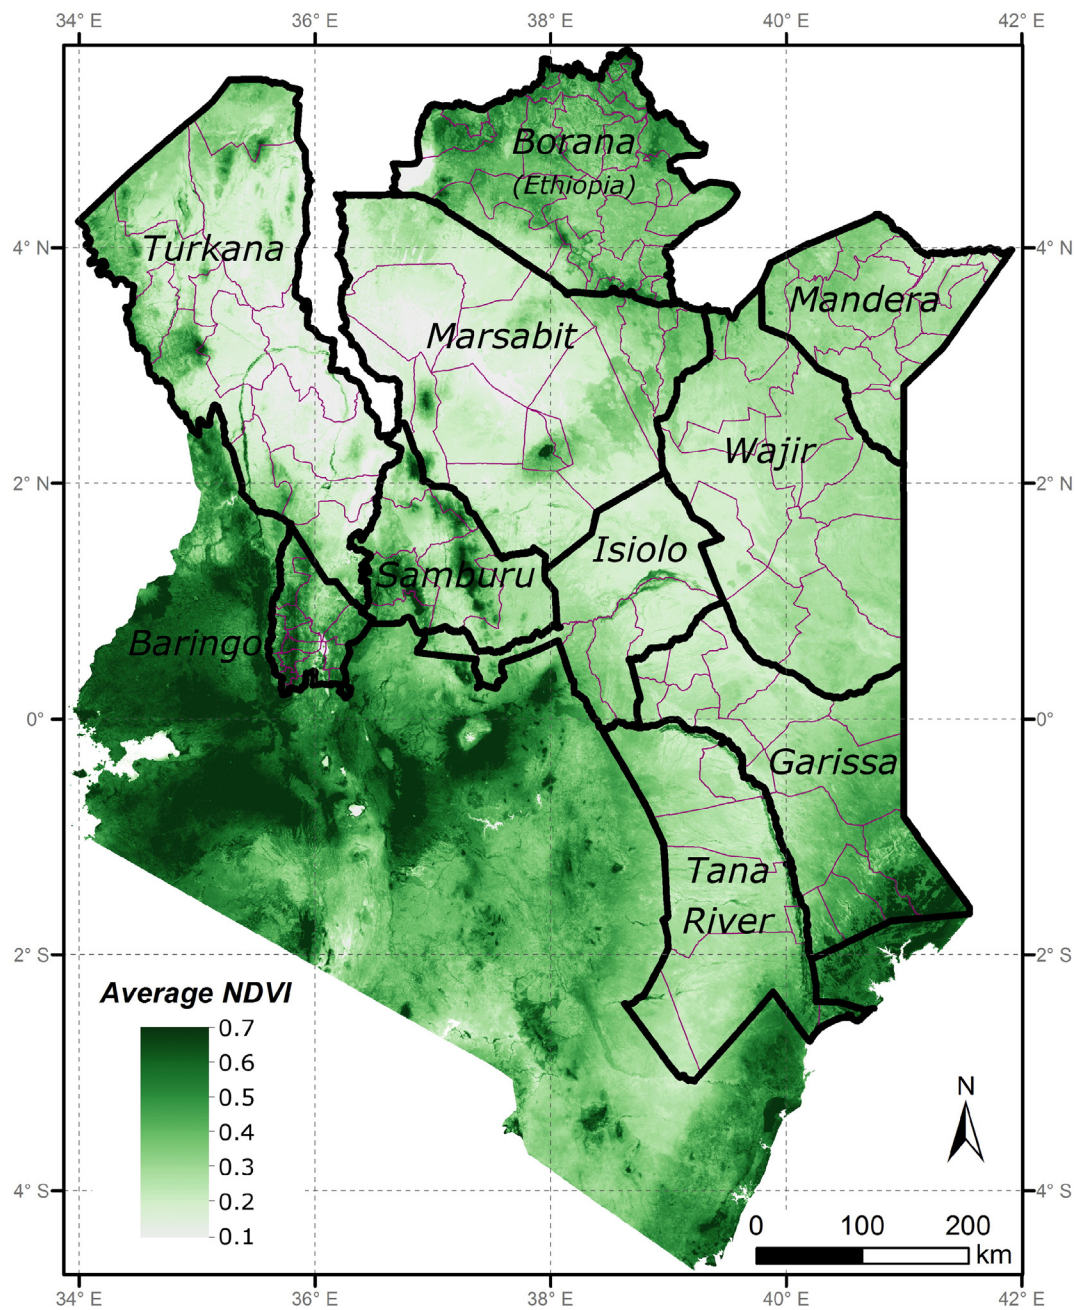 34° E 36° E 38° E 40° E 42° E
Borana
(Ethiopia)
4° N Turkana 4° N
Mandera
Marsabit
Wajir
2° N 2° N
Isiolo
Samburu
Baringo
0° 0°
Garissa
Tana
River
2° S 2° S
Average NDVI
0.7
0.6
0.5
0.4
0.3
0.2
0.1
N
4° S 4° S
0 100 200
km
34° E 36° E 38° E 40° E 42° E